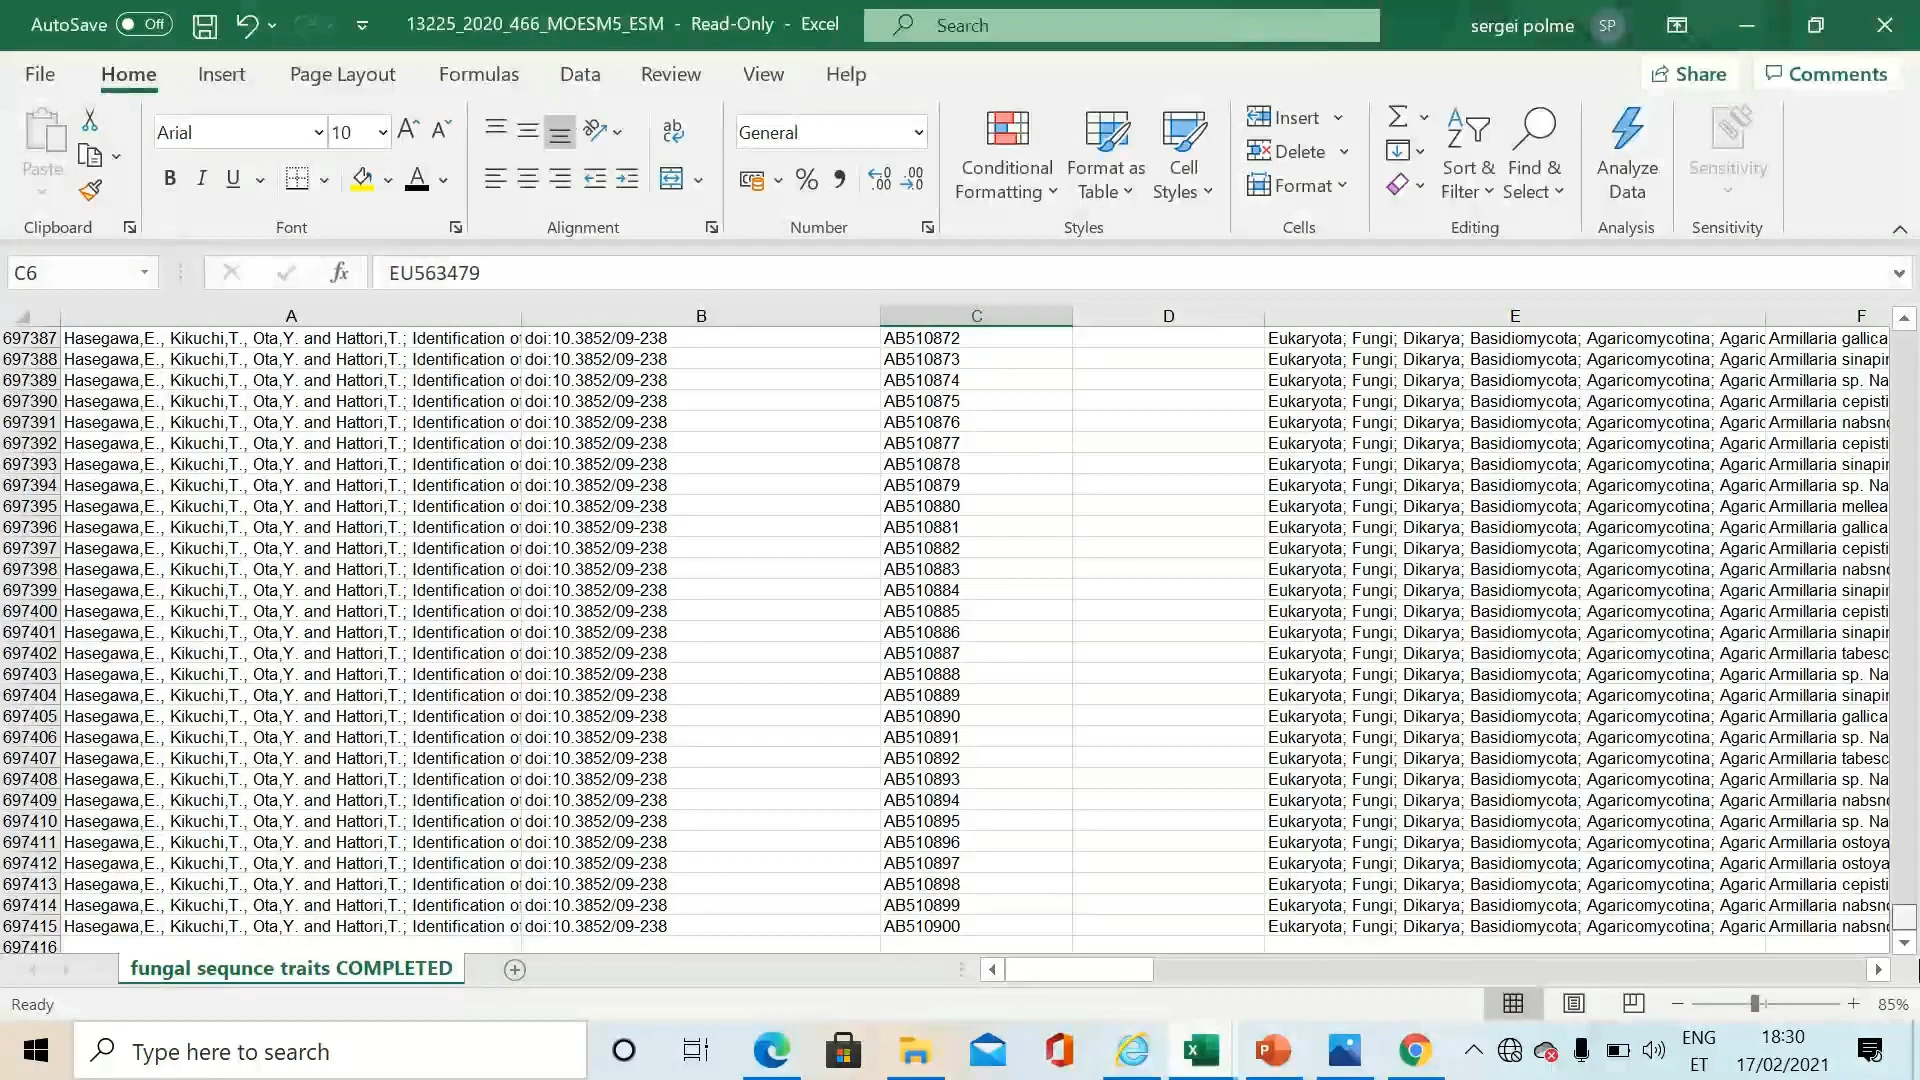 AutoSave Off 13225_2020_466_MOESM5_ESM - Read-Only - Excel Search sergei polme SP
File Home Insert Page Layout Formulas Data Review View Help Share Comments
Paste Arial 10 General Conditional Formatting Format as Table Cell Styles Insert Delete Format Sort & Filter Find & Select Analyze Data Sensitivity
Clipboard Font Alignment Number Styles Cells Editing Analysis Sensitivity
C6 fx EU563479
A B C D E F
697387 Hasegawa,E., Kikuchi,T., Ota,Y. and Hattori,T.; Identification doi:10.3852/09-238 AB510872 Eukaryota; Fungi; Dikarya; Basidiomycota; Agaricomycotina; Agaric Armillaria gallica
697388 Hasegawa,E., Kikuchi,T., Ota,Y. and Hattori,T.; Identification doi:10.3852/09-238 AB510873 Eukaryota; Fungi; Dikarya; Basidiomycota; Agaricomycotina; Agaric Armillaria sinapir
697389 Hasegawa,E., Kikuchi,T., Ota,Y. and Hattori,T.; Identification doi:10.3852/09-238 AB510874 Eukaryota; Fungi; Dikarya; Basidiomycota; Agaricomycotina; Agaric Armillaria sp. Na
697390 Hasegawa,E., Kikuchi,T., Ota,Y. and Hattori,T.; Identification doi:10.3852/09-238 AB510875 Eukaryota; Fungi; Dikarya; Basidiomycota; Agaricomycotina; Agaric Armillaria cepisti
697391 Hasegawa,E., Kikuchi,T., Ota,Y. and Hattori,T.; Identification doi:10.3852/09-238 AB510876 Eukaryota; Fungi; Dikarya; Basidiomycota; Agaricomycotina; Agaric Armillaria nabsno
697392 Hasegawa,E., Kikuchi,T., Ota,Y. and Hattori,T.; Identification doi:10.3852/09-238 AB510877 Eukaryota; Fungi; Dikarya; Basidiomycota; Agaricomycotina; Agaric Armillaria cepisti
697393 Hasegawa,E., Kikuchi,T., Ota,Y. and Hattori,T.; Identification doi:10.3852/09-238 AB510878 Eukaryota; Fungi; Dikarya; Basidiomycota; Agaricomycotina; Agaric Armillaria sinapir
697394 Hasegawa,E., Kikuchi,T., Ota,Y. and Hattori,T.; Identification doi:10.3852/09-238 AB510879 Eukaryota; Fungi; Dikarya; Basidiomycota; Agaricomycotina; Agaric Armillaria sp. Na
697395 Hasegawa,E., Kikuchi,T., Ota,Y. and Hattori,T.; Identification doi:10.3852/09-238 AB510880 Eukaryota; Fungi; Dikarya; Basidiomycota; Agaricomycotina; Agaric Armillaria mellea
697396 Hasegawa,E., Kikuchi,T., Ota,Y. and Hattori,T.; Identification doi:10.3852/09-238 AB510881 Eukaryota; Fungi; Dikarya; Basidiomycota; Agaricomycotina; Agaric Armillaria gallica
697397 Hasegawa,E., Kikuchi,T., Ota,Y. and Hattori,T.; Identification doi:10.3852/09-238 AB510882 Eukaryota; Fungi; Dikarya; Basidiomycota; Agaricomycotina; Agaric Armillaria cepisti
697398 Hasegawa,E., Kikuchi,T., Ota,Y. and Hattori,T.; Identification doi:10.3852/09-238 AB510883 Eukaryota; Fungi; Dikarya; Basidiomycota; Agaricomycotina; Agaric Armillaria nabsno
697399 Hasegawa,E., Kikuchi,T., Ota,Y. and Hattori,T.; Identification doi:10.3852/09-238 AB510884 Eukaryota; Fungi; Dikarya; Basidiomycota; Agaricomycotina; Agaric Armillaria sinapir
697400 Hasegawa,E., Kikuchi,T., Ota,Y. and Hattori,T.; Identification doi:10.3852/09-238 AB510885 Eukaryota; Fungi; Dikarya; Basidiomycota; Agaricomycotina; Agaric Armillaria cepisti
697401 Hasegawa,E., Kikuchi,T., Ota,Y. and Hattori,T.; Identification doi:10.3852/09-238 AB510886 Eukaryota; Fungi; Dikarya; Basidiomycota; Agaricomycotina; Agaric Armillaria sinapir
697402 Hasegawa,E., Kikuchi,T., Ota,Y. and Hattori,T.; Identification doi:10.3852/09-238 AB510887 Eukaryota; Fungi; Dikarya; Basidiomycota; Agaricomycotina; Agaric Armillaria tabesc
697403 Hasegawa,E., Kikuchi,T., Ota,Y. and Hattori,T.; Identification doi:10.3852/09-238 AB510888 Eukaryota; Fungi; Dikarya; Basidiomycota; Agaricomycotina; Agaric Armillaria sp. Na
697404 Hasegawa,E., Kikuchi,T., Ota,Y. and Hattori,T.; Identification doi:10.3852/09-238 AB510889 Eukaryota; Fungi; Dikarya; Basidiomycota; Agaricomycotina; Agaric Armillaria sinapir
697405 Hasegawa,E., Kikuchi,T., Ota,Y. and Hattori,T.; Identification doi:10.3852/09-238 AB510890 Eukaryota; Fungi; Dikarya; Basidiomycota; Agaricomycotina; Agaric Armillaria gallica
697406 Hasegawa,E., Kikuchi,T., Ota,Y. and Hattori,T.; Identification doi:10.3852/09-238 AB510891 Eukaryota; Fungi; Dikarya; Basidiomycota; Agaricomycotina; Agaric Armillaria sp. Na
697407 Hasegawa,E., Kikuchi,T., Ota,Y. and Hattori,T.; Identification doi:10.3852/09-238 AB510892 Eukaryota; Fungi; Dikarya; Basidiomycota; Agaricomycotina; Agaric Armillaria tabesc
697408 Hasegawa,E., Kikuchi,T., Ota,Y. and Hattori,T.; Identification doi:10.3852/09-238 AB510893 Eukaryota; Fungi; Dikarya; Basidiomycota; Agaricomycotina; Agaric Armillaria sp. Na
697409 Hasegawa,E., Kikuchi,T., Ota,Y. and Hattori,T.; Identification doi:10.3852/09-238 AB510894 Eukaryota; Fungi; Dikarya; Basidiomycota; Agaricomycotina; Agaric Armillaria nabsno
697410 Hasegawa,E., Kikuchi,T., Ota,Y. and Hattori,T.; Identification doi:10.3852/09-238 AB510895 Eukaryota; Fungi; Dikarya; Basidiomycota; Agaricomycotina; Agaric Armillaria sp. Na
697411 Hasegawa,E., Kikuchi,T., Ota,Y. and Hattori,T.; Identification doi:10.3852/09-238 AB510896 Eukaryota; Fungi; Dikarya; Basidiomycota; Agaricomycotina; Agaric Armillaria ostoya
697412 Hasegawa,E., Kikuchi,T., Ota,Y. and Hattori,T.; Identification doi:10.3852/09-238 AB510897 Eukaryota; Fungi; Dikarya; Basidiomycota; Agaricomycotina; Agaric Armillaria ostoya
697413 Hasegawa,E., Kikuchi,T., Ota,Y. and Hattori,T.; Identification doi:10.3852/09-238 AB510898 Eukaryota; Fungi; Dikarya; Basidiomycota; Agaricomycotina; Agaric Armillaria cepisti
697414 Hasegawa,E., Kikuchi,T., Ota,Y. and Hattori,T.; Identification doi:10.3852/09-238 AB510899 Eukaryota; Fungi; Dikarya; Basidiomycota; Agaricomycotina; Agaric Armillaria nabsno
697415 Hasegawa,E., Kikuchi,T., Ota,Y. and Hattori,T.; Identification doi:10.3852/09-238 AB510900 Eukaryota; Fungi; Dikarya; Basidiomycota; Agaricomycotina; Agaric Armillaria nabsno
697416
fungal sequnce traits COMPLETED
Ready 85%
Type here to search ENG 18:30
ET 17/02/2021